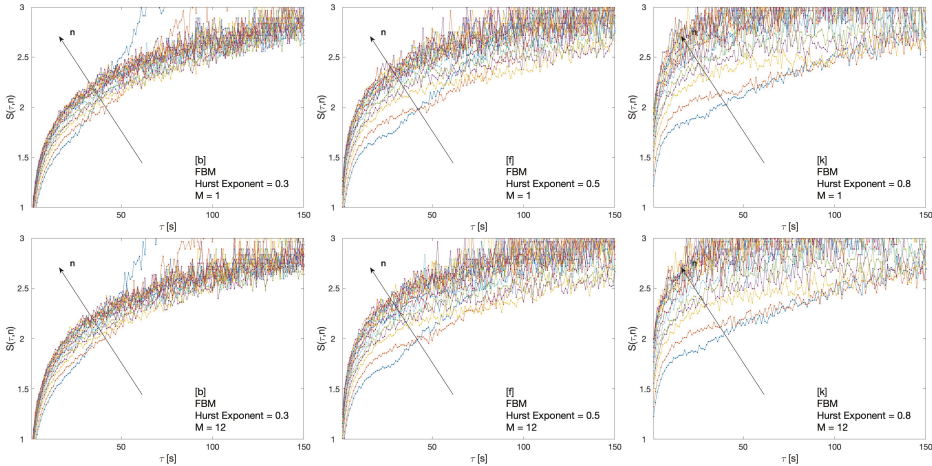 3
2.5
2
1.5
1
S(τ,n)
n
[b]
FBM
Hurst Exponent = 0.3
M = 1
50
100
150
τ [s]
3
2.5
2
1.5
1
S(τ,n)
n
[f]
FBM
Hurst Exponent = 0.5
M = 1
50
100
150
τ [s]
3
2.5
2
1.5
1
S(τ,n)
n
[k]
FBM
Hurst Exponent = 0.8
M = 1
50
100
150
τ [s]
3
2.5
2
1.5
1
S(τ,n)
n
[b]
FBM
Hurst Exponent = 0.3
M = 12
50
100
150
τ [s]
3
2.5
2
1.5
1
S(τ,n)
n
[f]
FBM
Hurst Exponent = 0.5
M = 12
50
100
150
τ [s]
3
2.5
2
1.5
1
S(τ,n)
n
[k]
FBM
Hurst Exponent = 0.8
M = 12
50
100
150
τ [s]